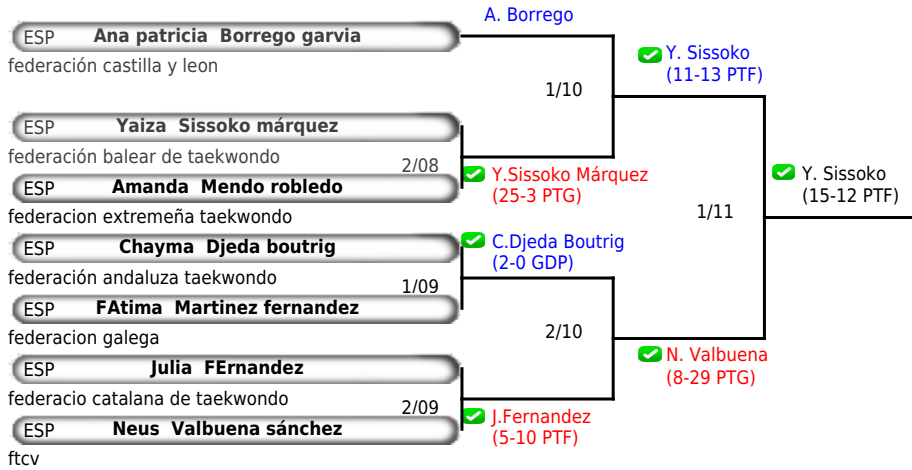 A. Borrego
ESP Ana patricia Borrego garvia
federación castilla y leon
Y. Sissoko
(11-13 PTF)
1/10
ESP Yaiza Sissoko márquez
federación balear de taekwondo
2/08
ESP Amanda Mendo robledo
federacion extremeña taekwondo
Y.Sissoko Márquez
(25-3 PTG)
Y. Sissoko
(15-12 PTF)
1/11
ESP Chayma Djeda boutrig
federación andaluza taekwondo
C.Djeda Boutrig
(2-0 GDP)
1/09
ESP FAtima Martinez fernandez
federacion galega
2/10
N. Valbuena
(8-29 PTG)
ESP Julia FErnandez
federacio catalana de taekwondo
2/09
ESP Neus Valbuena sánchez
ftcv
J.Fernandez
(5-10 PTF)